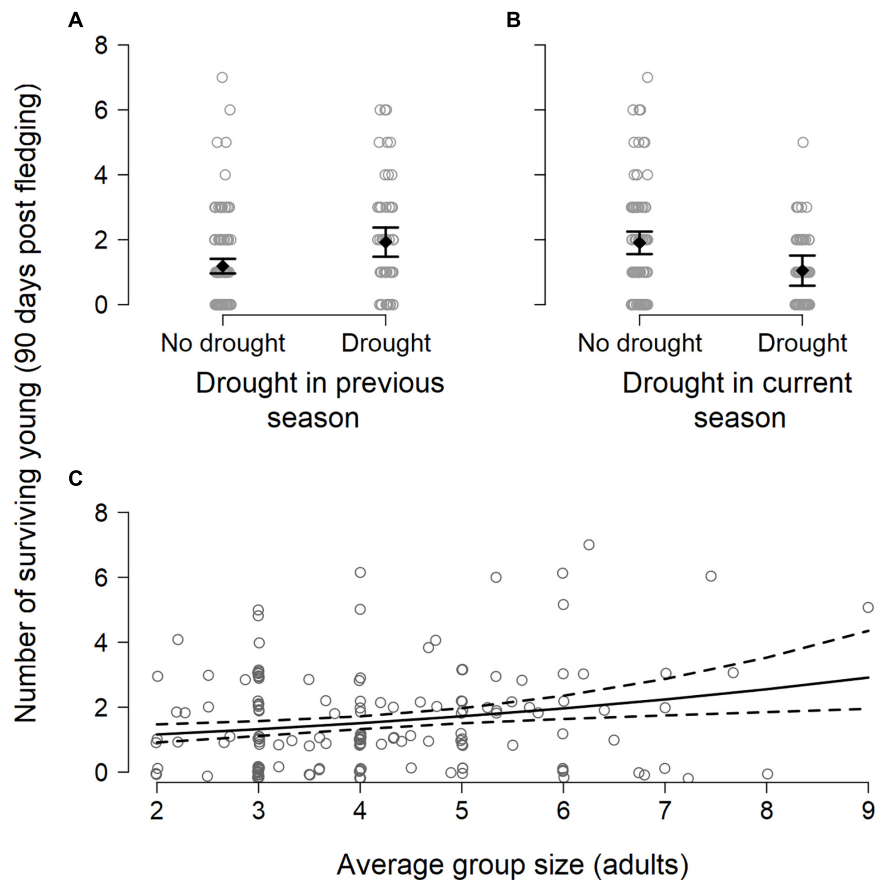 A
B
8
6
4
2
0
No drought
Drought
No drought
Drought
Drought in previous
season
Drought in current
season
Number of surviving young (90 days post fledging)
C
8
6
4
2
0
2 3 4 5 6 7 8 9
Average group size (adults)